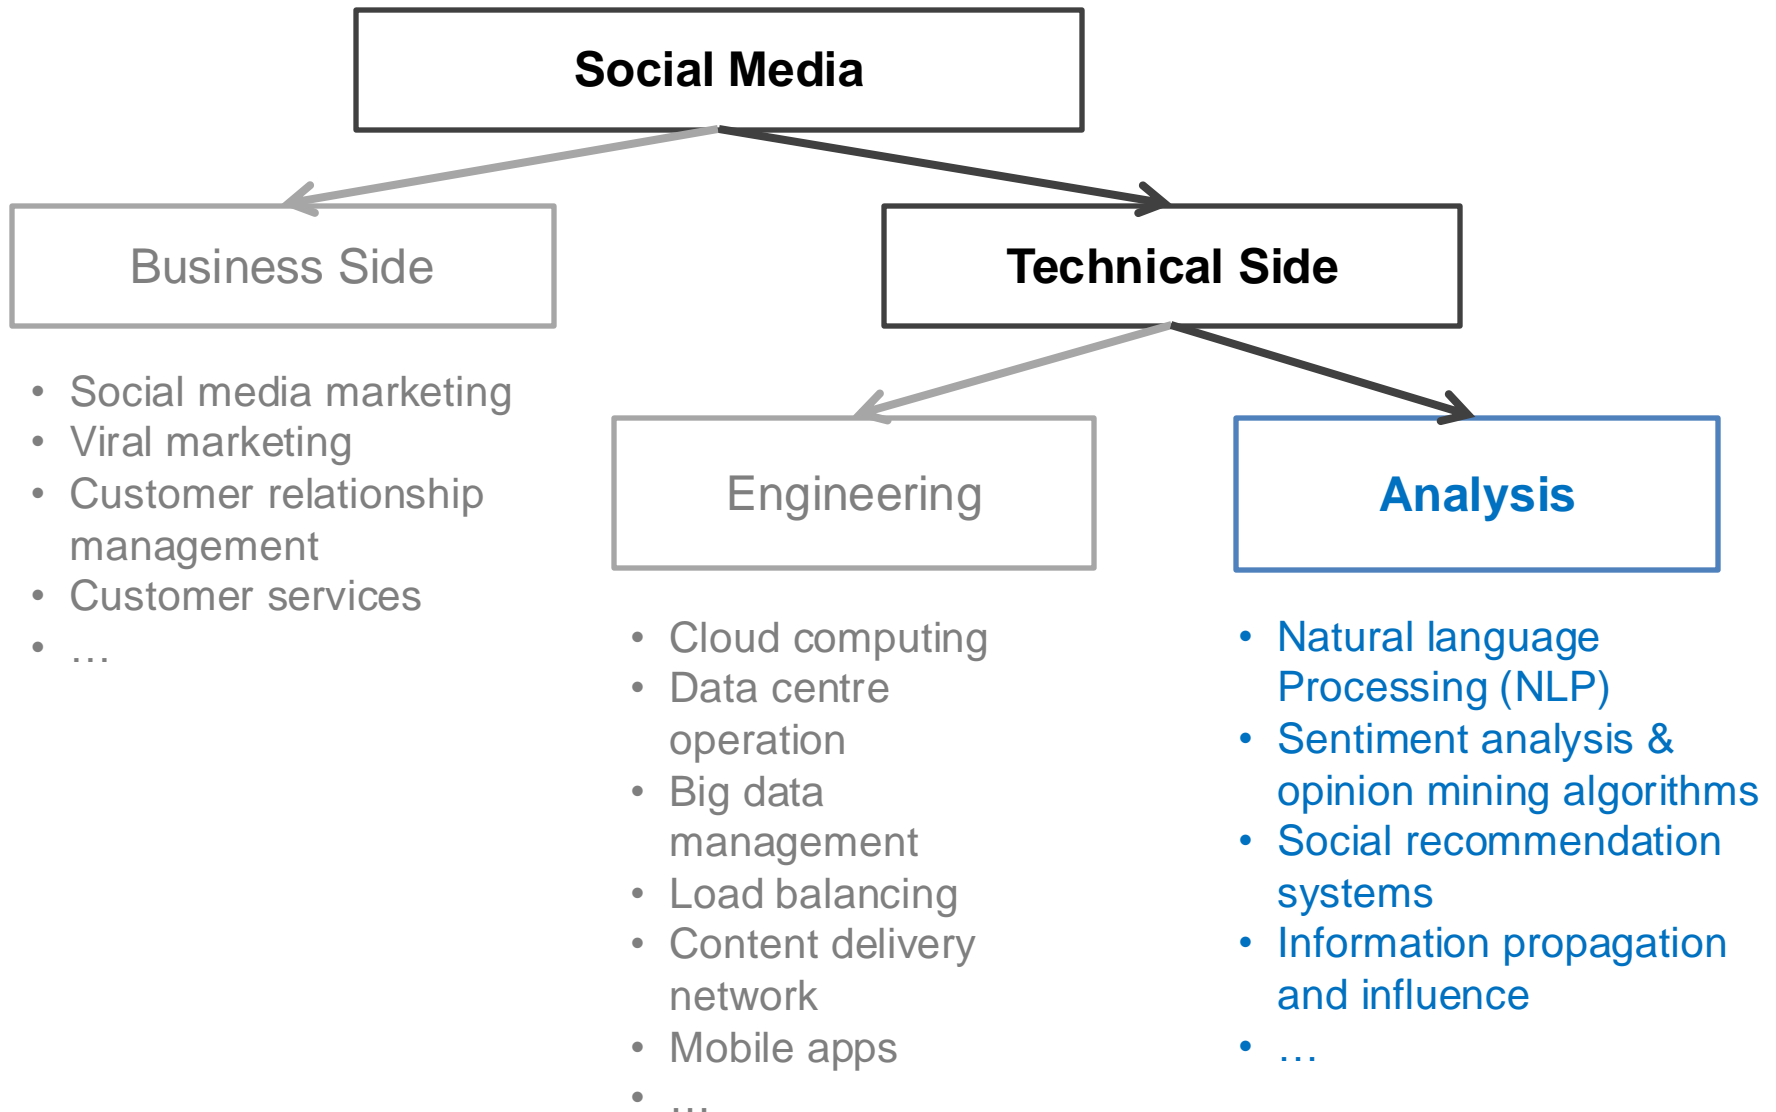 Social Media
Business Side
Technical Side
• Social media marketing
• Viral marketing
• Customer relationship
management
• Customer services
• …
Engineering
Analysis
• Cloud computing
• Data centre
operation
• Big data
management
• Load balancing
• Content delivery
network
• Mobile apps
• …
• Natural language
Processing (NLP)
• Sentiment analysis &
opinion mining algorithms
• Social recommendation
systems
• Information propagation
and influence
• …